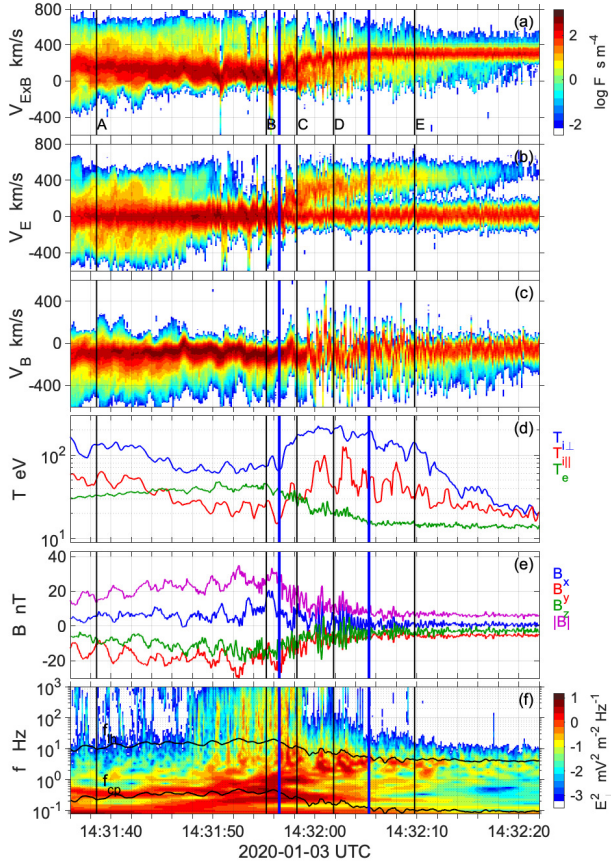 800
400
0
-400
V_ExB km/s
(a)
A
B
C
D
E
2
0
-2
log F s m^-4
800
400
0
-400
V_E km/s
(b)
400
0
-400
V_B km/s
(c)
10^2
10^1
T eV
(d)
T_i⊥
T_i||
T_e
40
20
0
-20
B nT
(e)
B_x
B_y
B_z
|B|
10^3
10^2
10^1
10^0
10^-1
f Hz
(f)
f_cp
1
0
-1
-2
-3
E^2 mV^2 m^-2 Hz^-1
14:31:40
14:31:50
14:32:00
14:32:10
14:32:20
2020-01-03 UTC